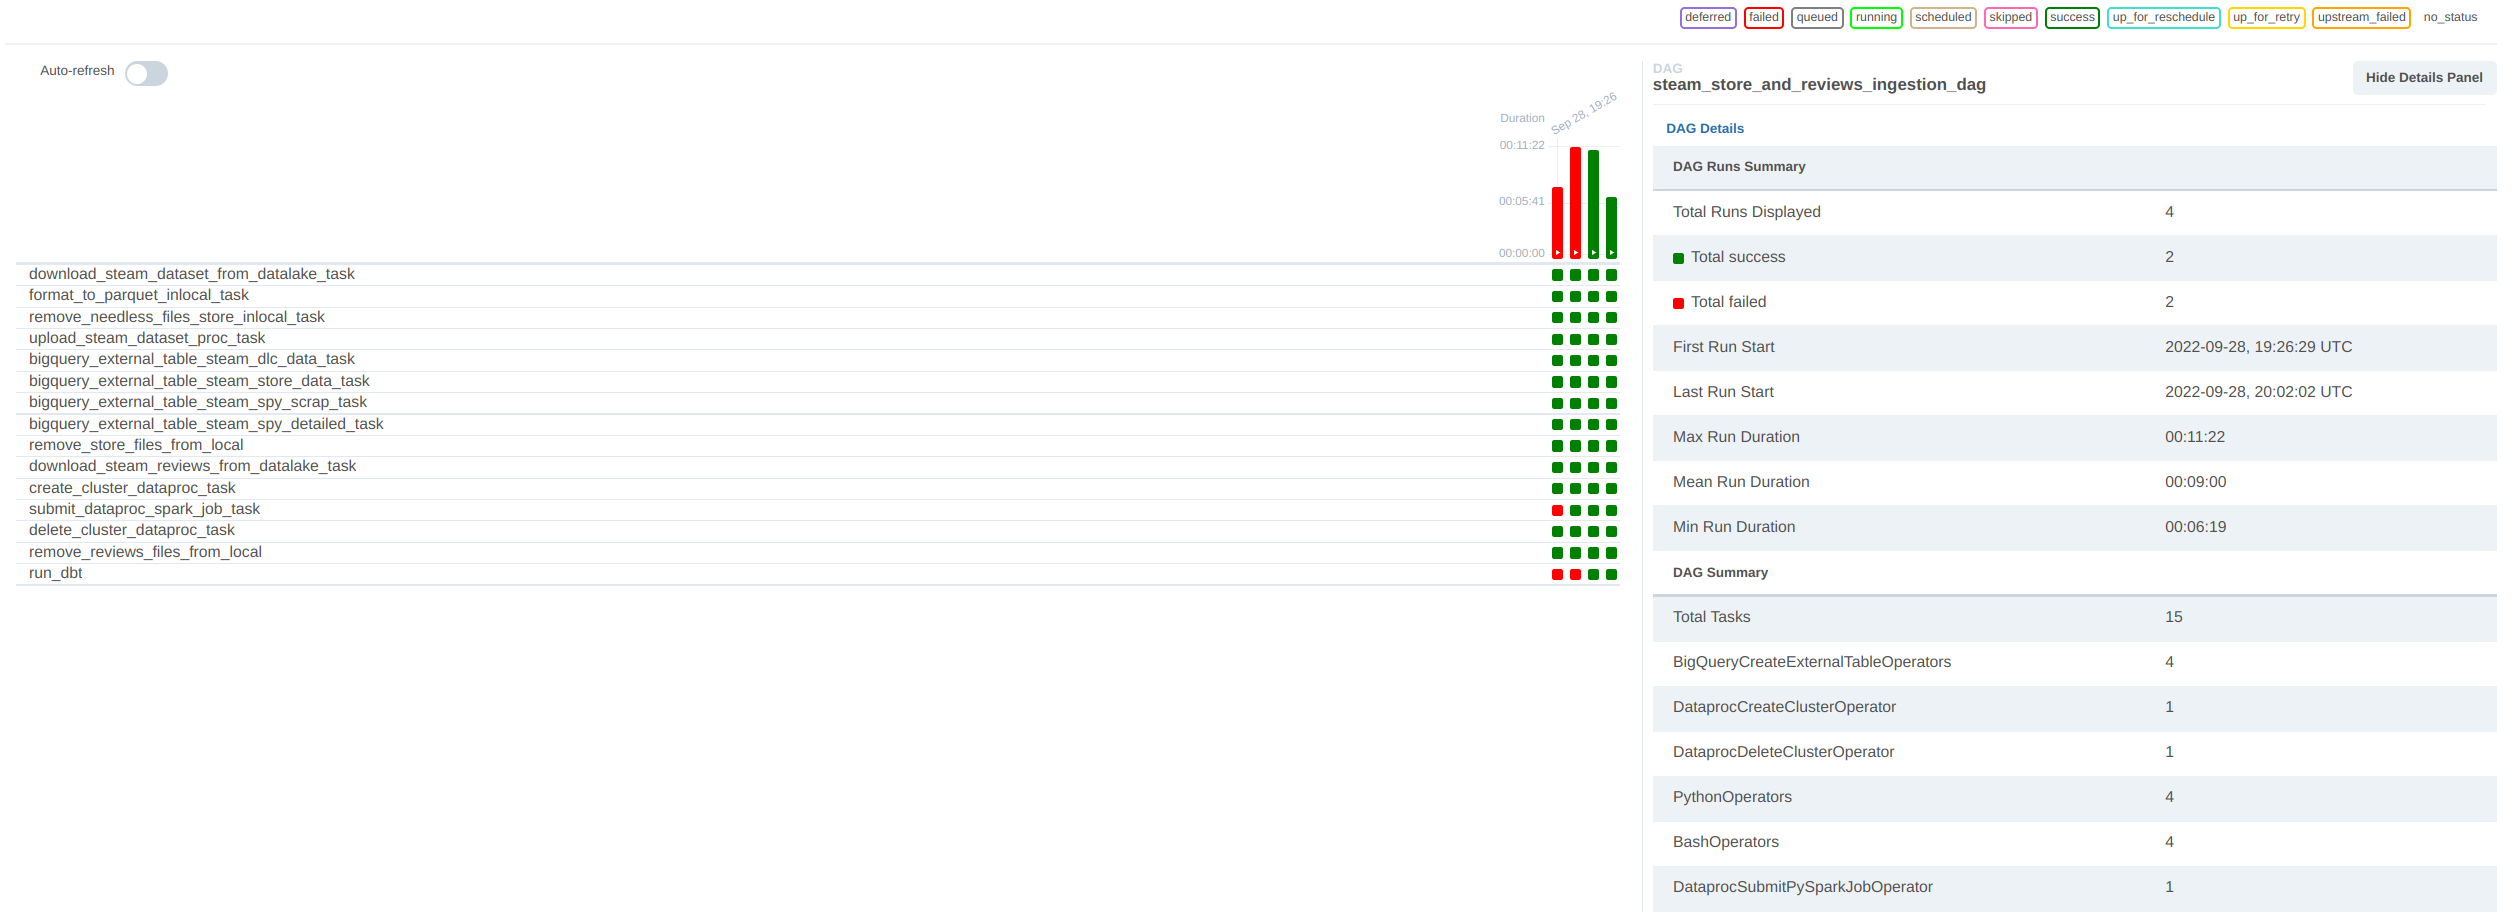 deferred failed queued running scheduled skipped success up_for_reschedule up_for_retry upstream_failed no_status
Auto-refresh
Duration
Sep 28, 19:26
00:11:22
00:05:41
00:00:00
download_steam_dataset_from_datalake_task
format_to_parquet_inlocal_task
remove_needless_files_store_inlocal_task
upload_steam_dataset_proc_task
bigquery_external_table_steam_dlc_data_task
bigquery_external_table_steam_store_data_task
bigquery_external_table_steam_spy_scrap_task
bigquery_external_table_steam_spy_detailed_task
remove_store_files_from_local
download_steam_reviews_from_datalake_task
create_cluster_dataproc_task
submit_dataproc_spark_job_task
delete_cluster_dataproc_task
remove_reviews_files_from_local
run_dbt
DAG
steam_store_and_reviews_ingestion_dag
Hide Details Panel
DAG Details
DAG Runs Summary
Total Runs Displayed 4
Total success 2
Total failed 2
First Run Start 2022-09-28, 19:26:29 UTC
Last Run Start 2022-09-28, 20:02:02 UTC
Max Run Duration 00:11:22
Mean Run Duration 00:09:00
Min Run Duration 00:06:19
DAG Summary
Total Tasks 15
BigQueryCreateExternalTableOperators 4
DataprocCreateClusterOperator 1
DataprocDeleteClusterOperator 1
PythonOperators 4
BashOperators 4
DataprocSubmitPySparkJobOperator 1